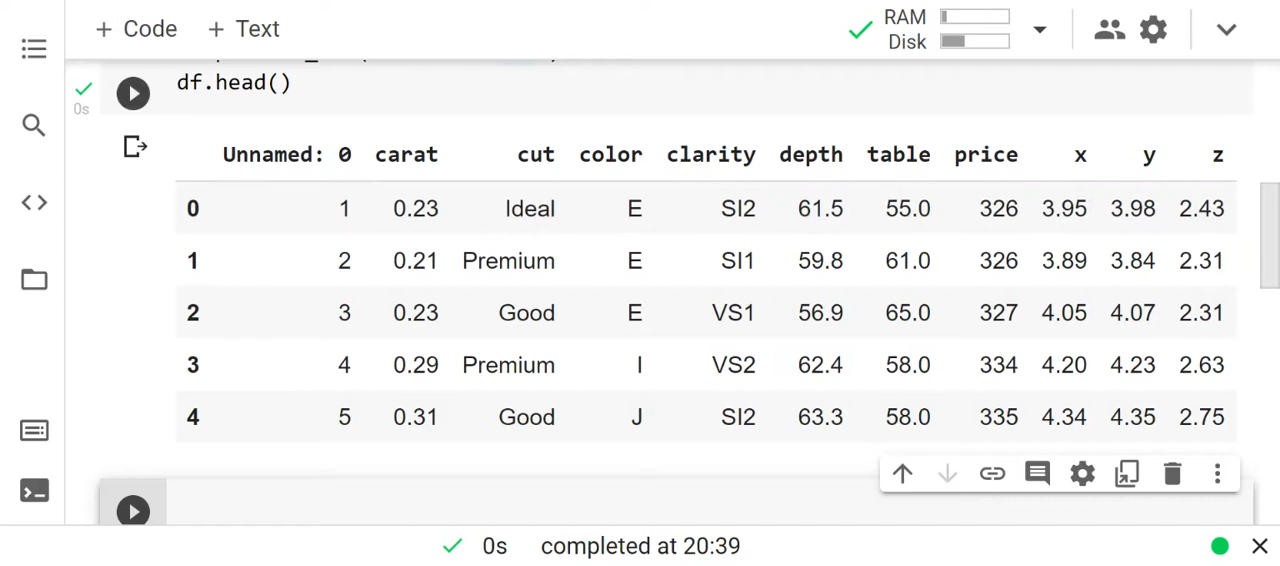 + Code + Text
RAM
Disk
df.head()
0s
Unnamed: 0 carat cut color clarity depth table price x y z
0 1 0.23 Ideal E SI2 61.5 55.0 326 3.95 3.98 2.43
1 2 0.21 Premium E SI1 59.8 61.0 326 3.89 3.84 2.31
2 3 0.23 Good E VS1 56.9 65.0 327 4.05 4.07 2.31
3 4 0.29 Premium I VS2 62.4 58.0 334 4.20 4.23 2.63
4 5 0.31 Good J SI2 63.3 58.0 335 4.34 4.35 2.75
0s completed at 20:39